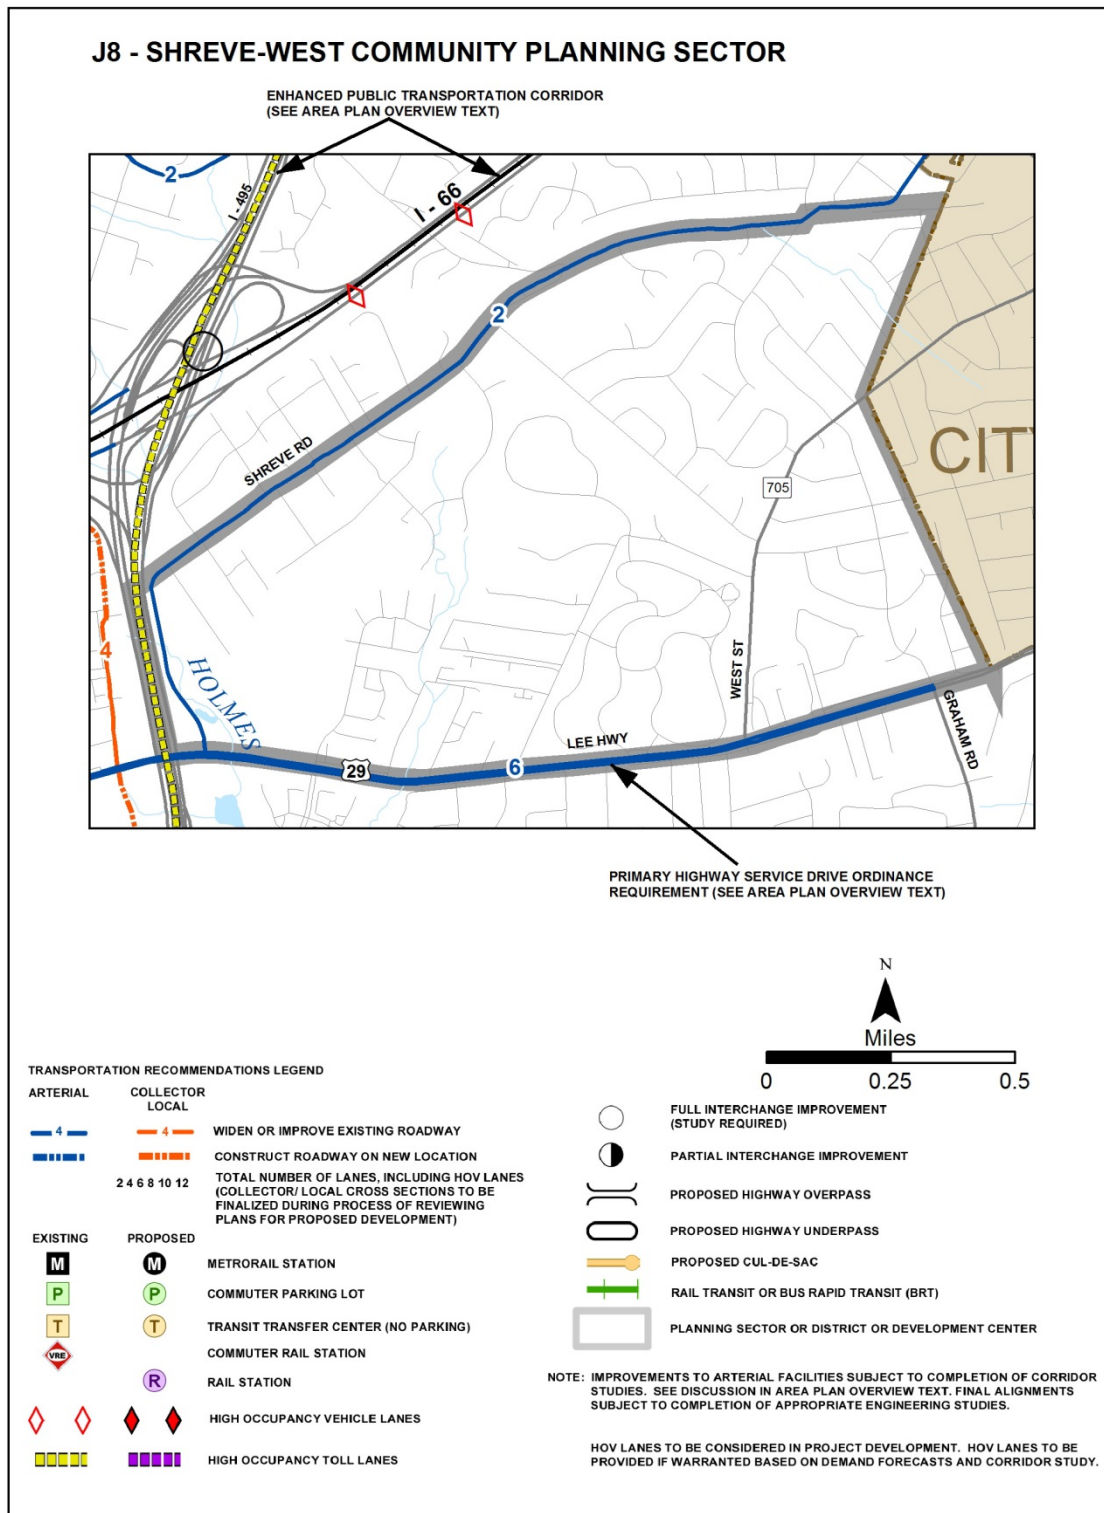 J8 - SHREVE-WEST COMMUNITY PLANNING SECTOR
ENHANCED PUBLIC TRANSPORTATION CORRIDOR
(SEE AREA PLAN OVERVIEW TEXT)
2
I - 495
I - 66
2
SHREVE RD
CIT
705
4
HOLMES
WEST ST
LEE HWY
29
6
GRAHAM RD
PRIMARY HIGHWAY SERVICE DRIVE ORDINANCE
REQUIREMENT (SEE AREA PLAN OVERVIEW TEXT)
N
Miles
0 0.25 0.5
TRANSPORTATION RECOMMENDATIONS LEGEND
ARTERIAL COLLECTOR
LOCAL
4 4 WIDEN OR IMPROVE EXISTING ROADWAY
CONSTRUCT ROADWAY ON NEW LOCATION
2 4 6 8 10 12 TOTAL NUMBER OF LANES, INCLUDING HOV LANES
(COLLECTOR/ LOCAL CROSS SECTIONS TO BE
FINALIZED DURING PROCESS OF REVIEWING
PLANS FOR PROPOSED DEVELOPMENT)
EXISTING PROPOSED
M M METRORAIL STATION
P P COMMUTER PARKING LOT
T T TRANSIT TRANSFER CENTER (NO PARKING)
VRE COMMUTER RAIL STATION
R RAIL STATION
HIGH OCCUPANCY VEHICLE LANES
HIGH OCCUPANCY TOLL LANES
FULL INTERCHANGE IMPROVEMENT
(STUDY REQUIRED)
PARTIAL INTERCHANGE IMPROVEMENT
PROPOSED HIGHWAY OVERPASS
PROPOSED HIGHWAY UNDERPASS
PROPOSED CUL-DE-SAC
RAIL TRANSIT OR BUS RAPID TRANSIT (BRT)
PLANNING SECTOR OR DISTRICT OR DEVELOPMENT CENTER
NOTE: IMPROVEMENTS TO ARTERIAL FACILITIES SUBJECT TO COMPLETION OF CORRIDOR
STUDIES. SEE DISCUSSION IN AREA PLAN OVERVIEW TEXT. FINAL ALIGNMENTS
SUBJECT TO COMPLETION OF APPROPRIATE ENGINEERING STUDIES.
HOV LANES TO BE CONSIDERED IN PROJECT DEVELOPMENT. HOV LANES TO BE
PROVIDED IF WARRANTED BASED ON DEMAND FORECASTS AND CORRIDOR STUDY.